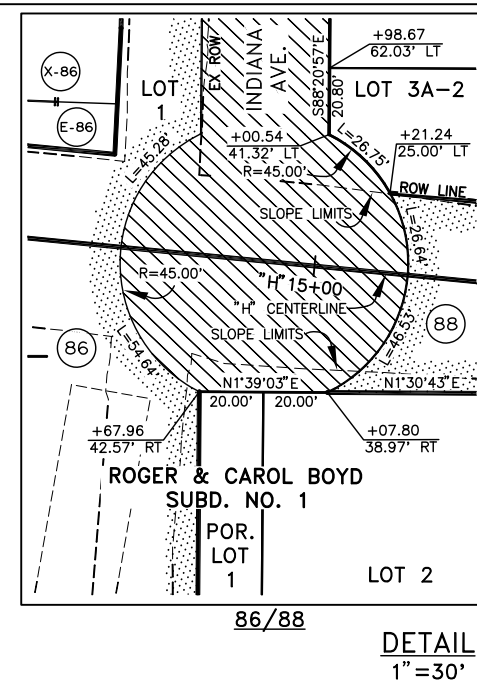 X-86
E-86
LOT
1
EX ROW
INDIANA
AVE.
S88°20'57"E
20.80'
+98.67
62.03' LT
LOT 3A-2
+00.54
41.32' LT
R=45.00'
L=26.75'
+21.24
25.00' LT
L=45.28'
SLOPE LIMITS
ROW LINE
L=26.64'
R=45.00'
"H" 15+00
"H" CENTERLINE
SLOPE LIMITS
86
88
L=54.64'
L=46.53'
N1°39'03"E
N1°30'43"E
20.00'
20.00'
+67.96
42.57' RT
+07.80
38.97' RT
ROGER & CAROL BOYD
SUBD. NO. 1
POR.
LOT
1
LOT 2
86/88
DETAIL
1"=30'